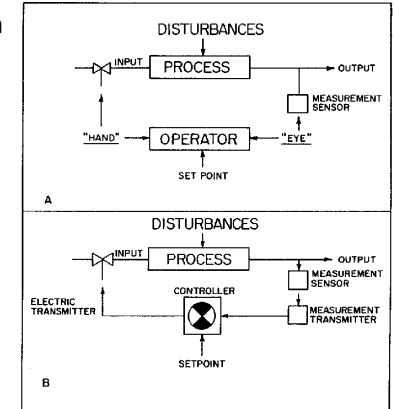 DISTURBANCES
INPUT
PROCESS
OUTPUT
MEASUREMENT
SENSOR
"HAND"
OPERATOR
"EYE"
SET POINT
A
DISTURBANCES
INPUT
PROCESS
OUTPUT
MEASUREMENT
SENSOR
CONTROLLER
ELECTRIC
TRANSMITTER
MEASUREMENT
TRANSMITTER
SETPOINT
B